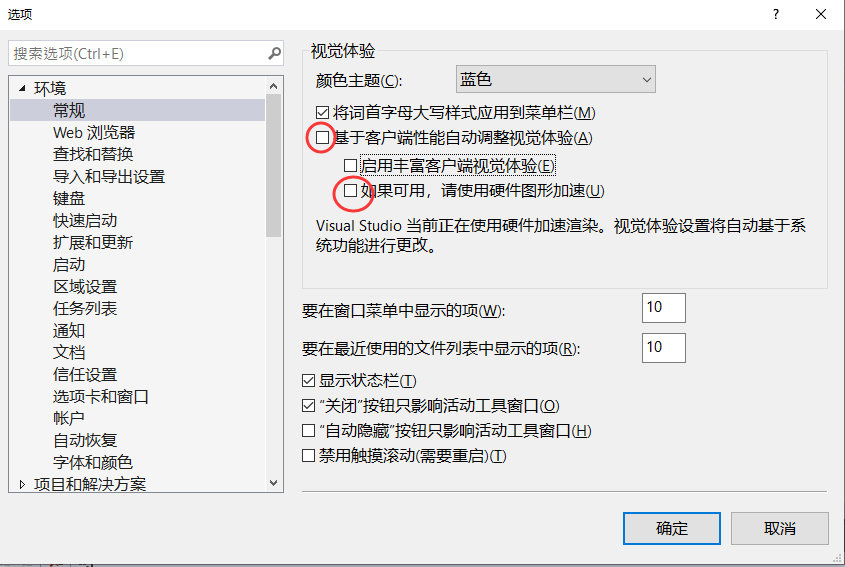 选项
搜索选项(Ctrl+E)
环境
常规
Web 浏览器
查找和替换
导入和导出设置
键盘
快速启动
扩展和更新
启动
区域设置
任务列表
通知
文档
信任设置
选项卡和窗口
帐户
自动恢复
字体和颜色
项目和解决方案
视觉体验
颜色主题(C):
蓝色
将词首字母大写样式应用到菜单栏(M)
基于客户端性能自动调整视觉体验(A)
启用丰富客户端视觉体验(E)
如果可用，请使用硬件图形加速(U)
Visual Studio 当前正在使用硬件加速渲染。视觉体验设置将自动基于系
统功能进行更改。
要在窗口菜单中显示的项(W):
10
要在最近使用的文件列表中显示的项(R):
10
显示状态栏(T)
“关闭”按钮只影响活动工具窗口(O)
“自动隐藏”按钮只影响活动工具窗口(H)
禁用触摸滚动(需要重启)(T)
确定
取消